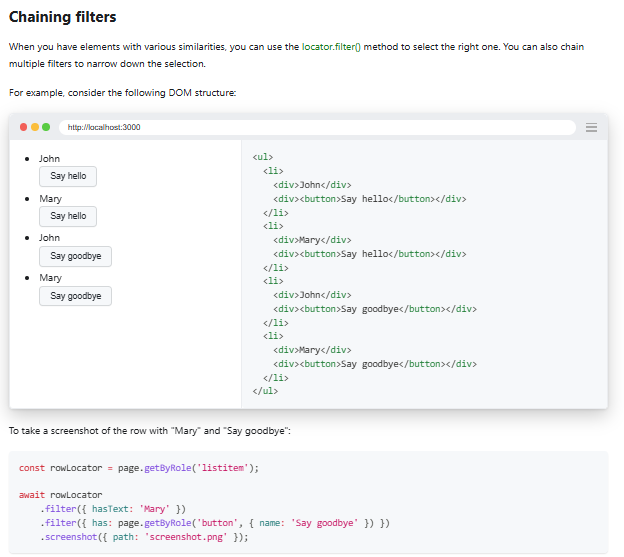 Chaining filters
When you have elements with various similarities, you can use the locator.filter() method to select the right one. You can also chain
multiple filters to narrow down the selection.
For example, consider the following DOM structure:
http://localhost:3000
John
Say hello
Mary
Say hello
John
Say goodbye
Mary
Say goodbye
<ul>
  <li>
    <div>John</div>
    <div><button>Say hello</button></div>
  </li>
  <li>
    <div>Mary</div>
    <div><button>Say hello</button></div>
  </li>
  <li>
    <div>John</div>
    <div><button>Say goodbye</button></div>
  </li>
  <li>
    <div>Mary</div>
    <div><button>Say goodbye</button></div>
  </li>
</ul>
To take a screenshot of the row with "Mary" and "Say goodbye":
const rowLocator = page.getByRole('listitem');
await rowLocator
    .filter({ hasText: 'Mary' })
    .filter({ has: page.getByRole('button', { name: 'Say goodbye' }) })
    .screenshot({ path: 'screenshot.png' });